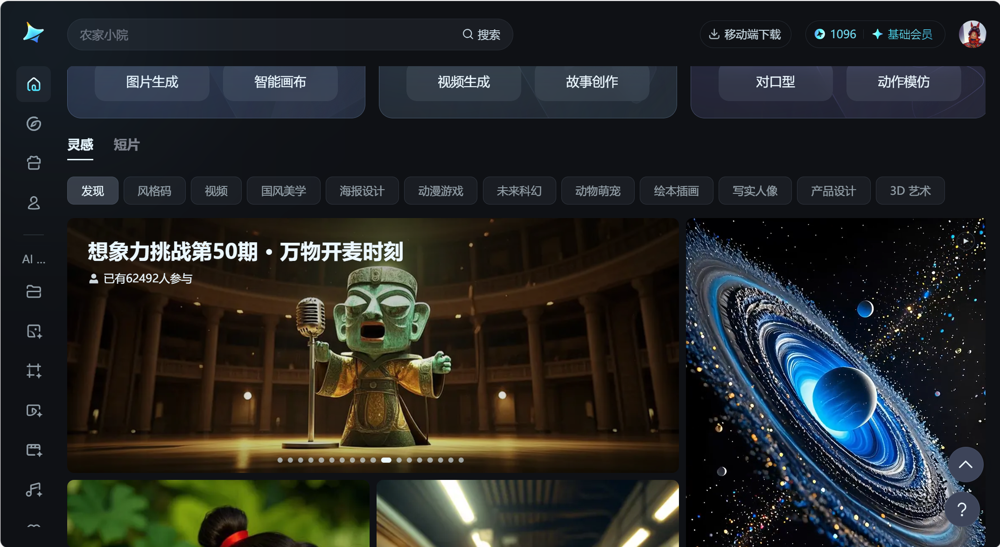 农家小院
搜索
移动端下载
1096
基础会员
图片生成
智能画布
视频生成
故事创作
对口型
动作模仿
灵感
短片
发现
风格码
视频
国风美学
海报设计
动漫游戏
未来科幻
动物萌宠
绘本插画
写实人像
产品设计
3D 艺术
AI ...
想象力挑战第50期・万物开麦时刻
已有62492人参与
?